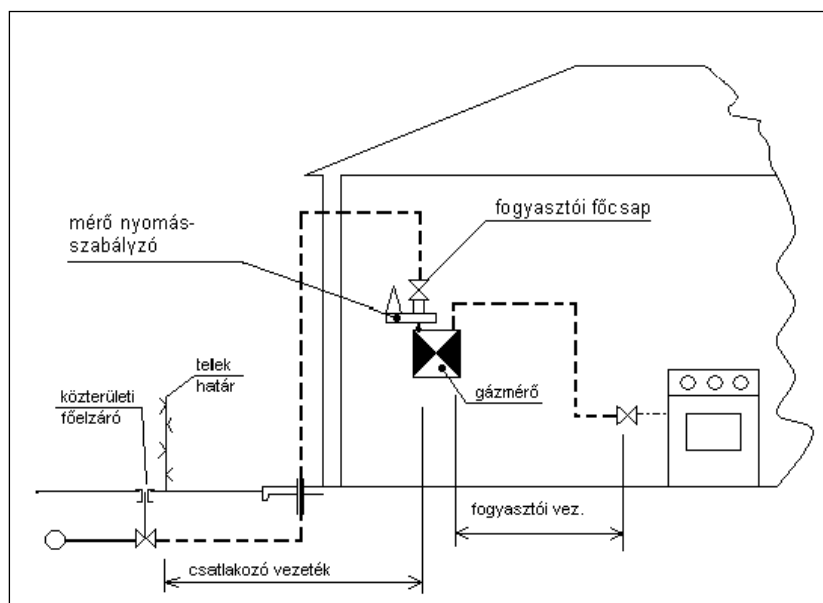 fogyasztói főcsap
mérő nyomás-
szabályzó
telek
határ
közterületi
főelzáró
gázmérő
fogyasztói vez.
csatlakozó vezeték